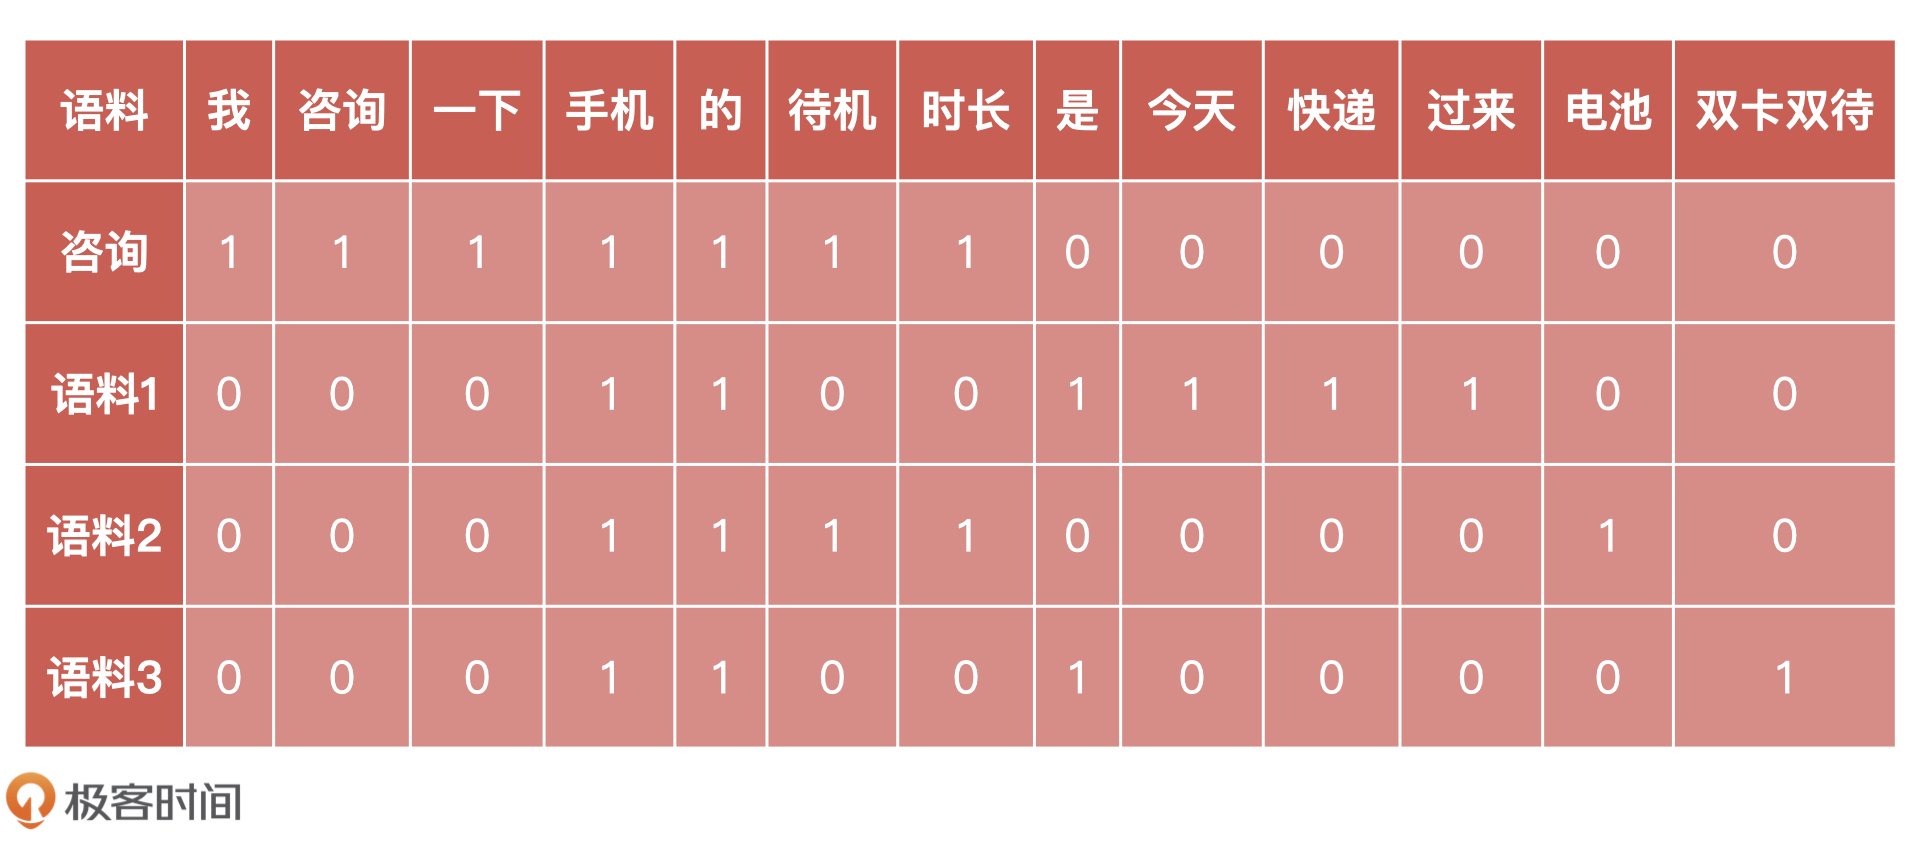 语料 我 咨询 一下 手机 的 待机 时长 是 今天 快递 过来 电池 双卡双待
咨询 1 1 1 1 1 1 1 0 0 0 0 0 0
语料1 0 0 0 1 1 0 0 1 1 1 1 0 0
语料2 0 0 0 1 1 1 1 0 0 0 0 1 0
语料3 0 0 0 1 1 0 0 1 0 0 0 0 1
极客时间